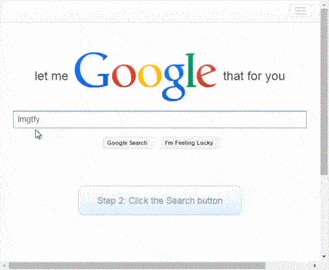 let me Google that for you
lmgtfy
Google Search I'm Feeling Lucky
Step 2: Click the Search button